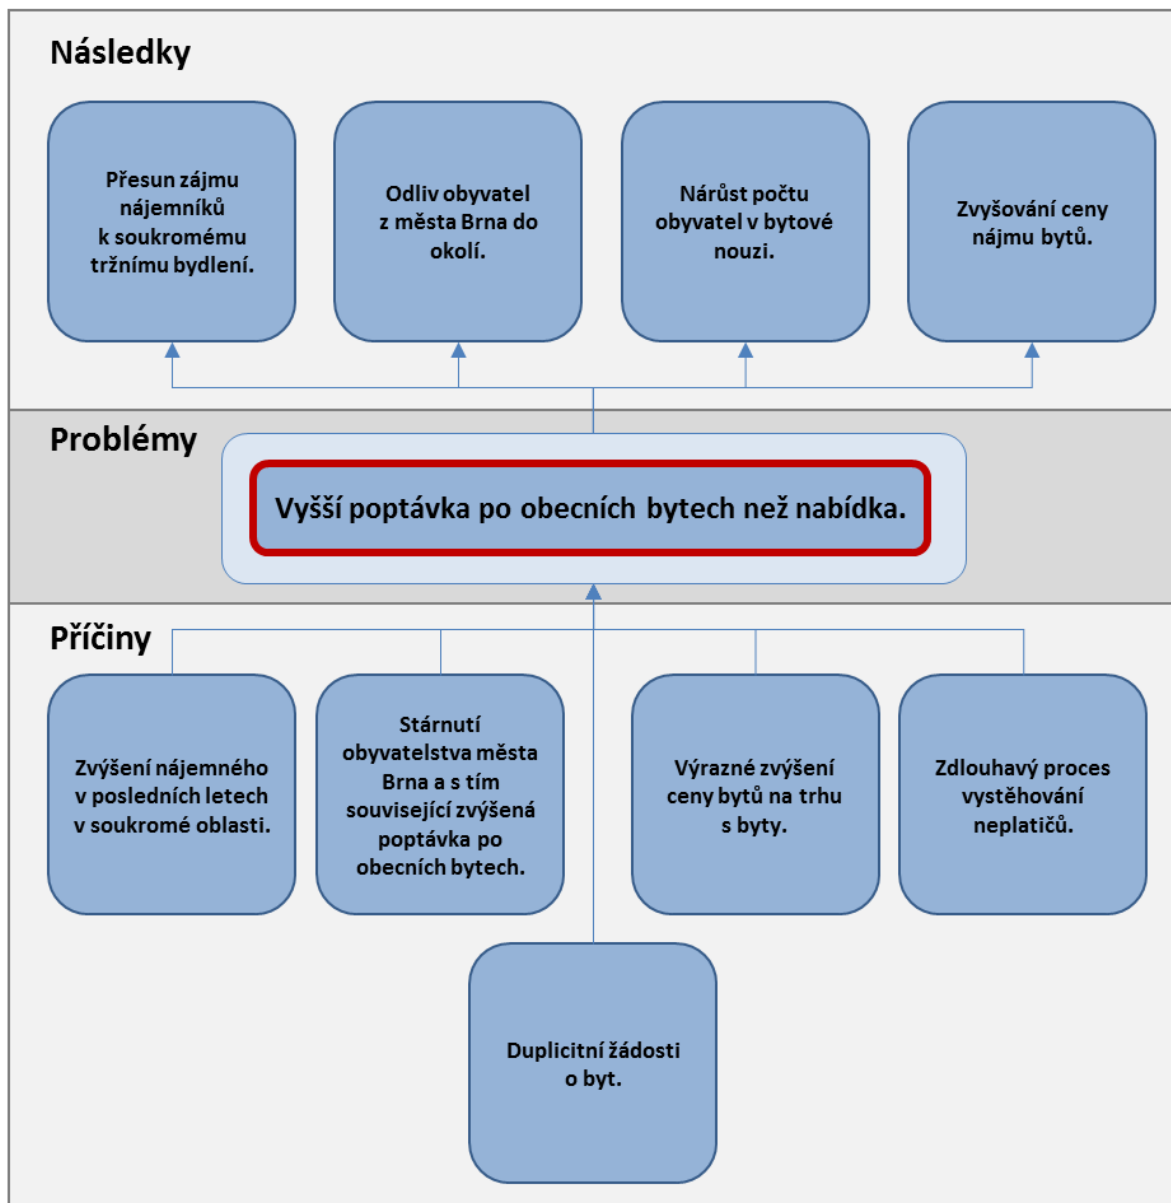 Následky
Přesun zájmu
nájemníků
k soukromému
tržnímu bydlení.
Odliv obyvatel
z města Brna do
okolí.
Nárůst počtu
obyvatel v bytové
nouzi.
Zvyšování ceny
nájmu bytů.
Problémy
Vyšší poptávka po obecních bytech než nabídka.
Příčiny
Zvýšení nájemného
v posledních letech
v soukromé oblasti.
Stárnutí
obyvatelstva města
Brna a s tím
související zvýšená
poptávka po
obecních bytech.
Výrazné zvýšení
ceny bytů na trhu
s byty.
Zdlouhavý proces
vystěhování
neplatičů.
Duplicitní žádosti
o byt.